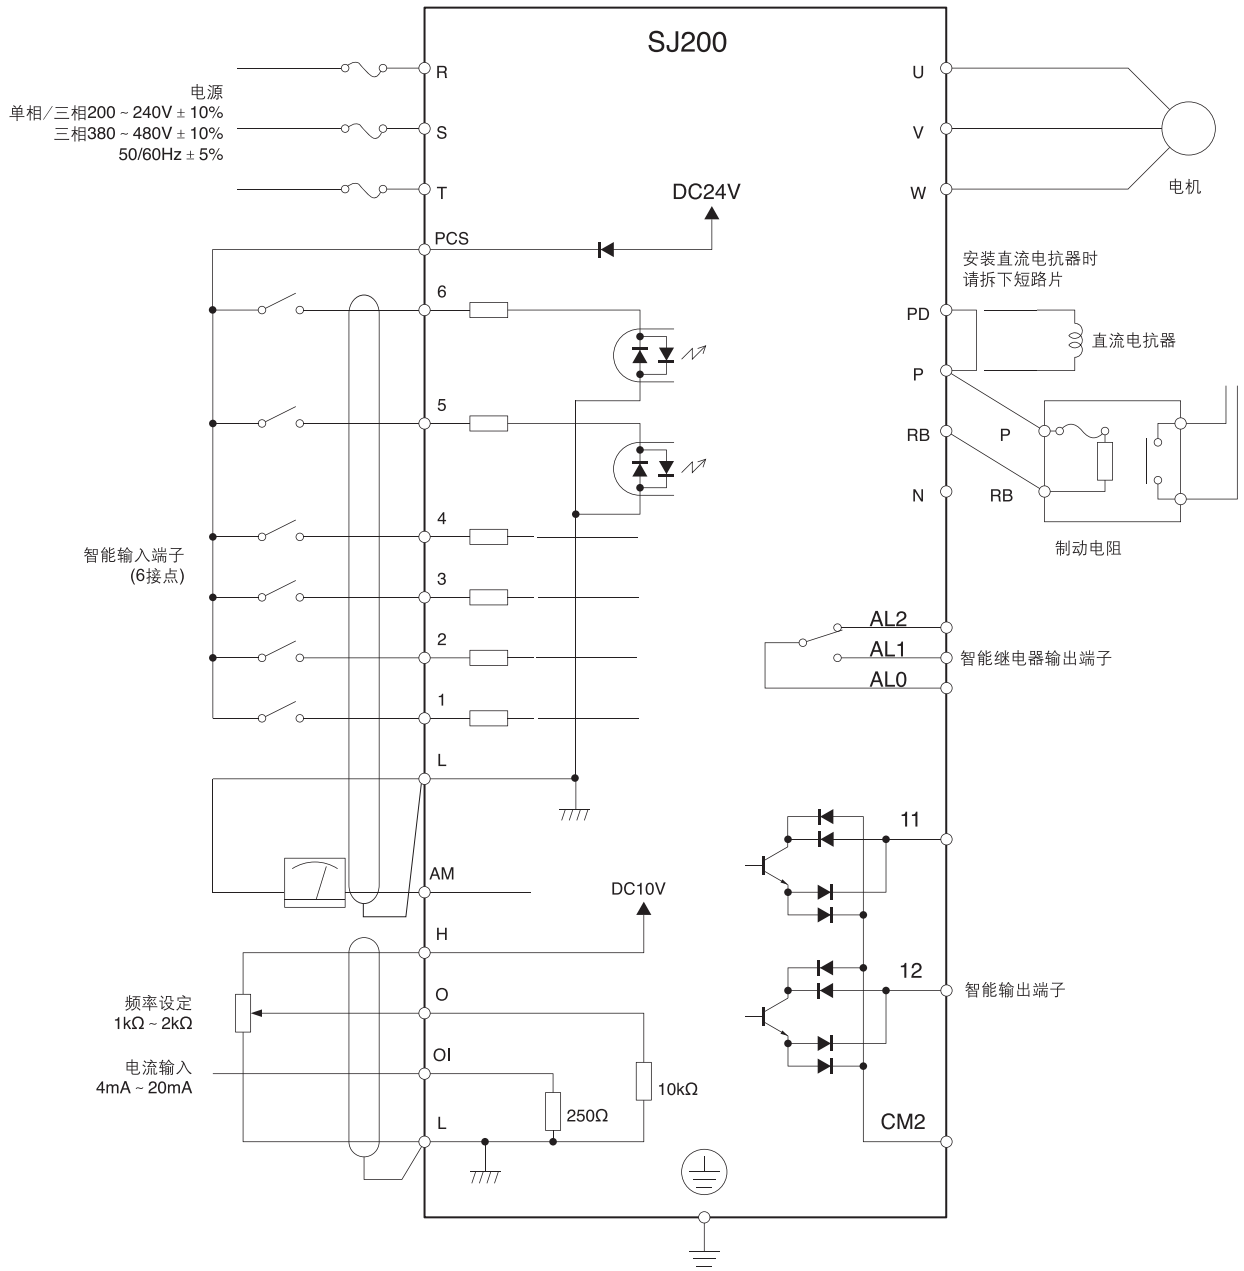 SJ200
R
电源
单相/三相200 ~ 240V ± 10%
三相380 ~ 480V ± 10%
50/60Hz ± 5%
S
T
U
V
W
电机
DC24V
PCS
6
5
4
3
2
1
智能输入端子
(6接点)
L
AM
DC10V
H
O
OI
L
频率设定
1kΩ ~ 2kΩ
电流输入
4mA ~ 20mA
250Ω
10kΩ
安装直流电抗器时
请拆下短路片
PD
直流电抗器
P
RB
P
N
RB
制动电阻
AL2
AL1
智能继电器输出端子
AL0
11
12
智能输出端子
CM2